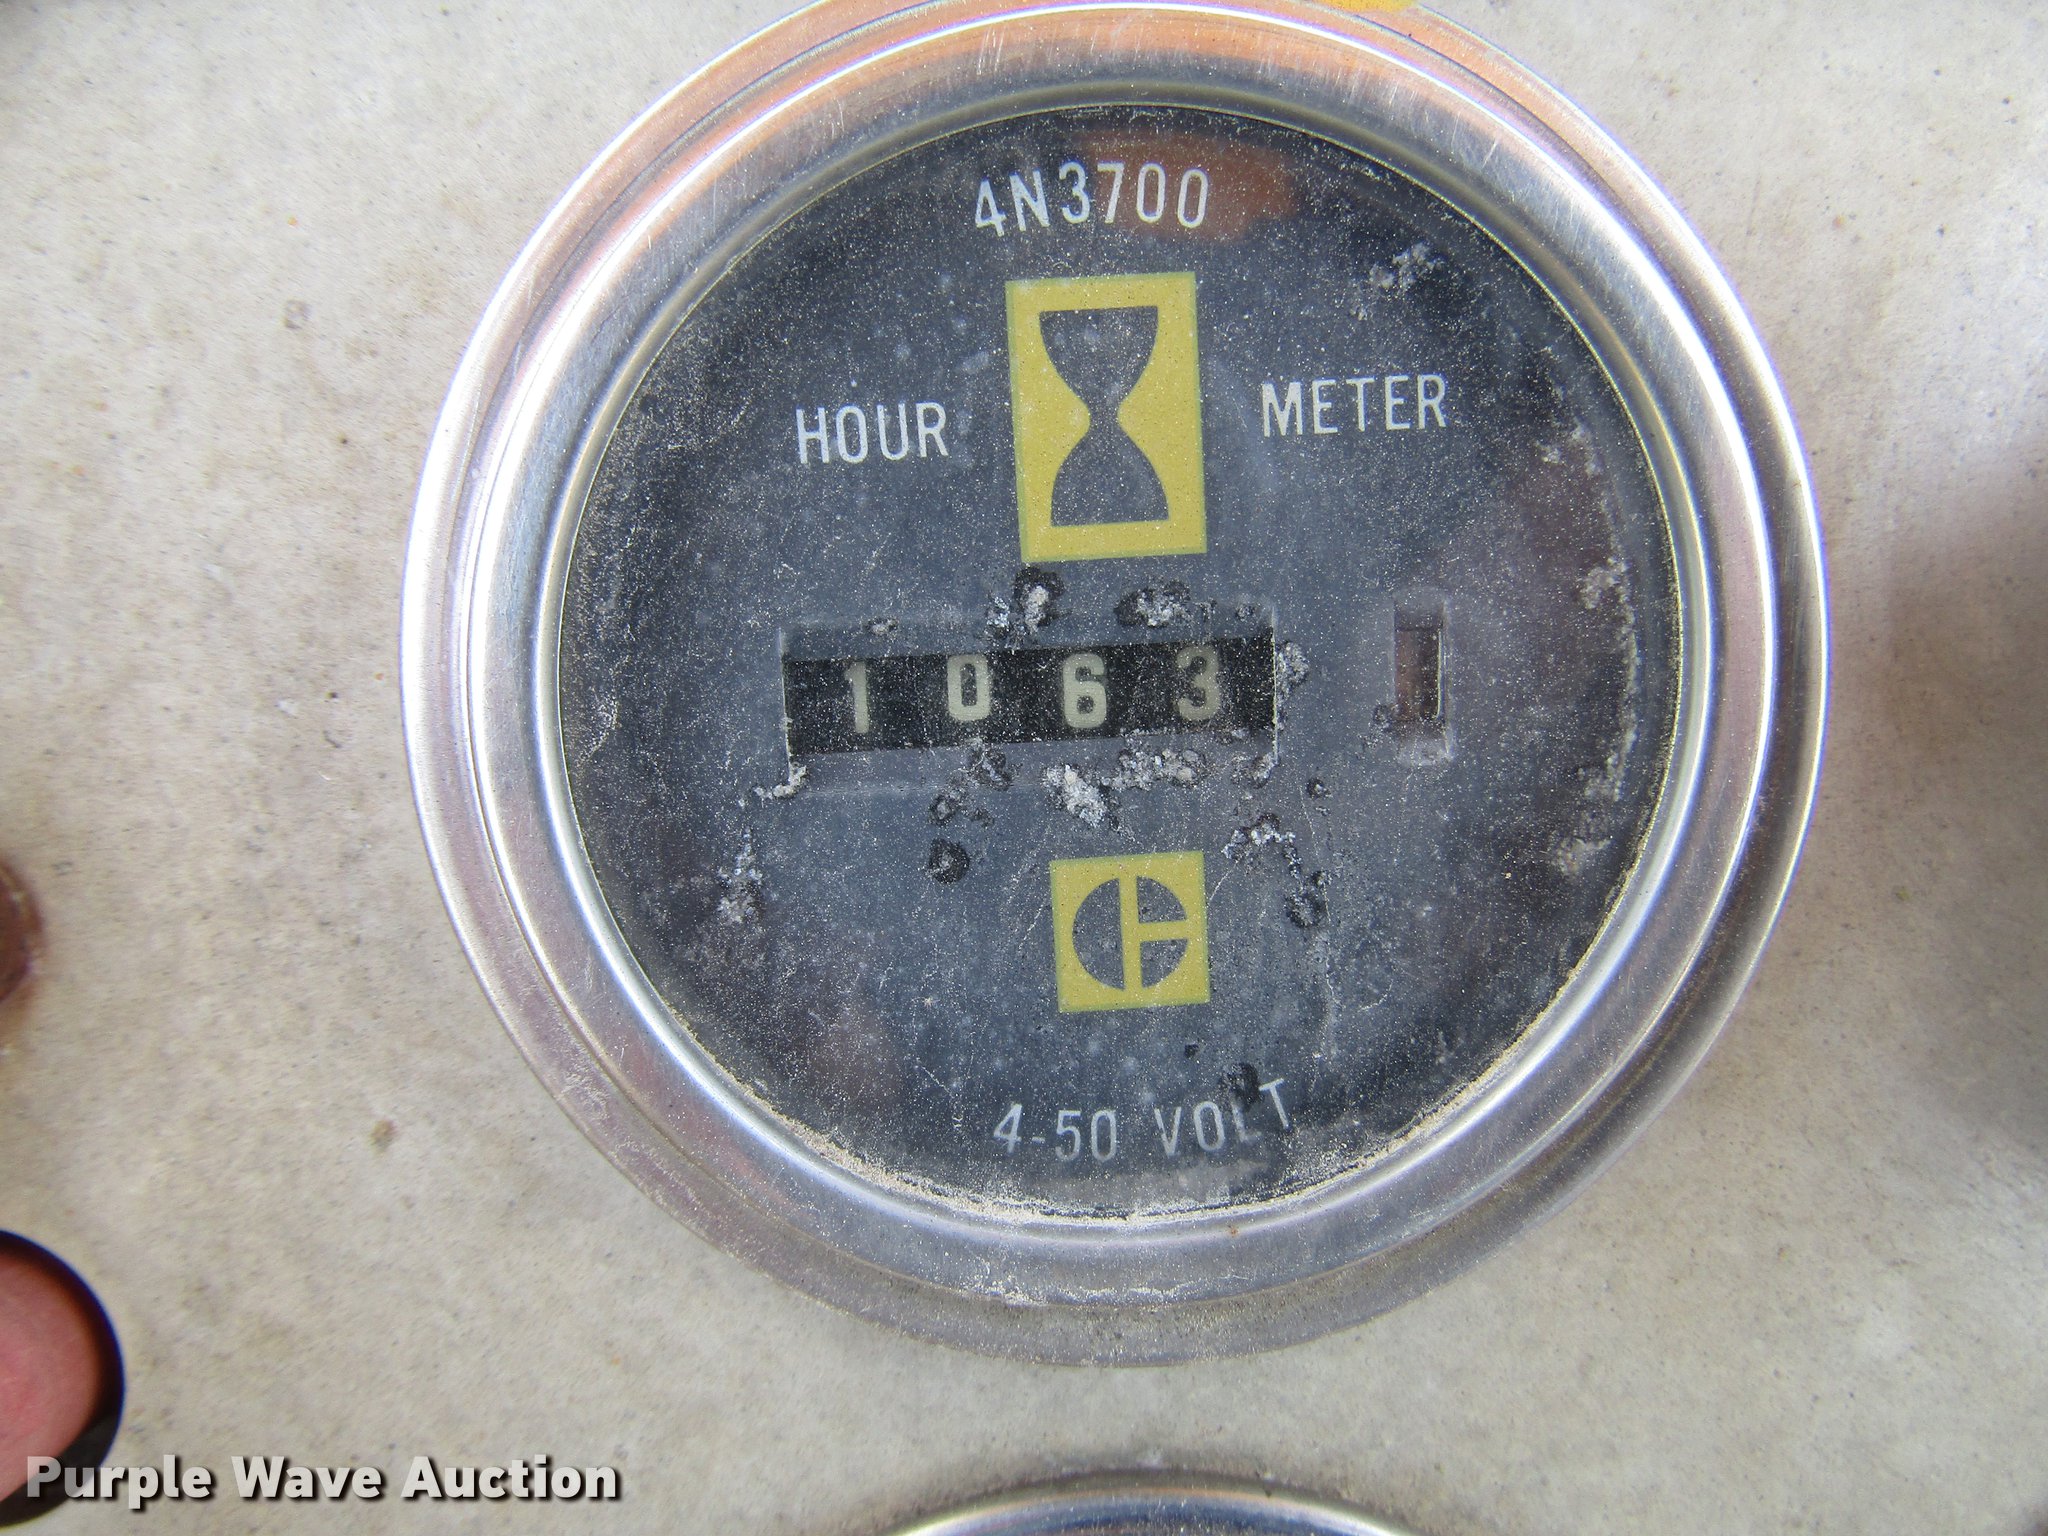 4N3700
HOUR METER
1063
4-50 VOLT
Purple Wave Auction